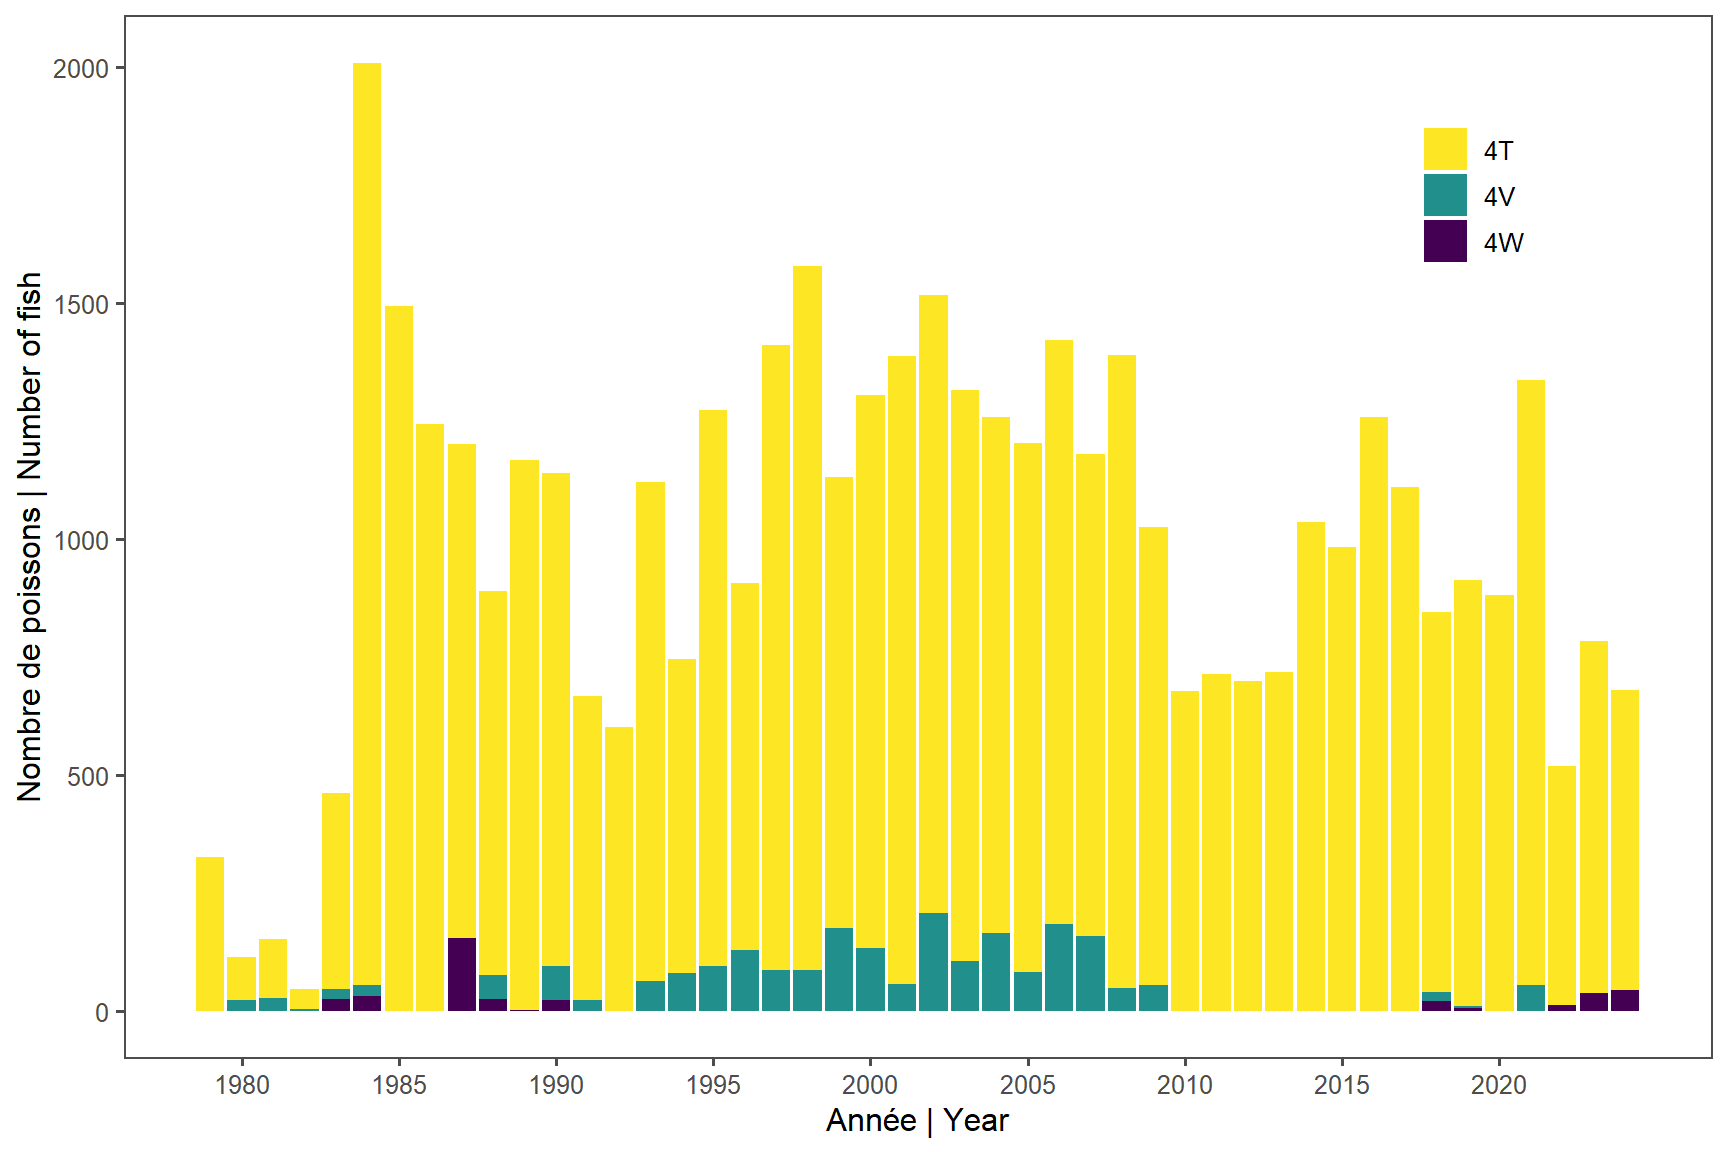 2000
1500
1000
500
0
Nombre de poissons | Number of fish
4T
4V
4W
1980 1985 1990 1995 2000 2005 2010 2015 2020
Année | Year